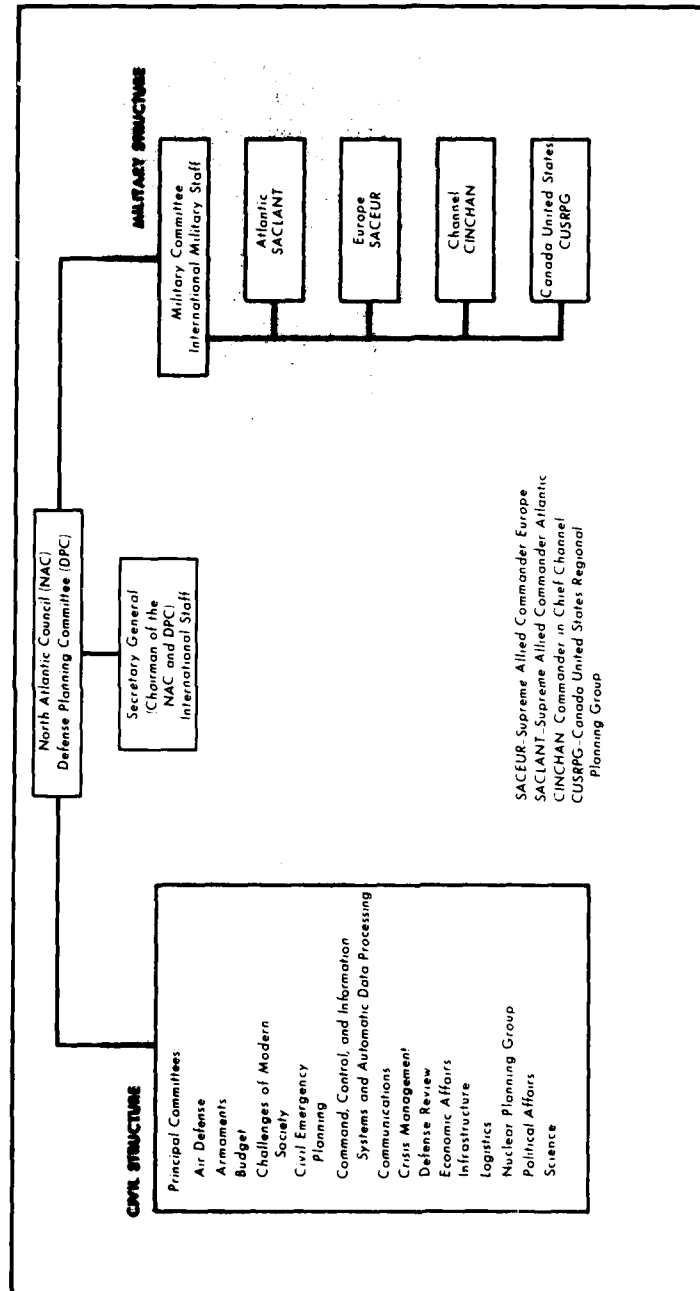 North Atlantic Council (NAC)
Defense Planning Committee (DPC)
Secretary General
(Chairman of the
NAC and DPC)
International Staff
CIVIL STRUCTURE
Principal Committees:
Air Defense
Armaments
Budget
Challenges of Modern
Society
Civil Emergency
Planning
Command, Control, and Information
Systems and Automatic Data Processing
Communications
Crisis Management
Defense Review
Economic Affairs
Infrastructure
Logistics
Nuclear Planning Group
Political Affairs
Science
MILITARY STRUCTURE
Military Committee
International Military Staff
Atlantic
SACLANT
Europe
SACEUR
Channel
CINCHAN
Canada United States
CUSRPG
SACEUR-Supreme Allied Commander Europe
SACLANT-Supreme Allied Commander Atlantic
CINCHAN Commander in Chief Channel
CUSRPG-Canada United States Regional
Planning Group